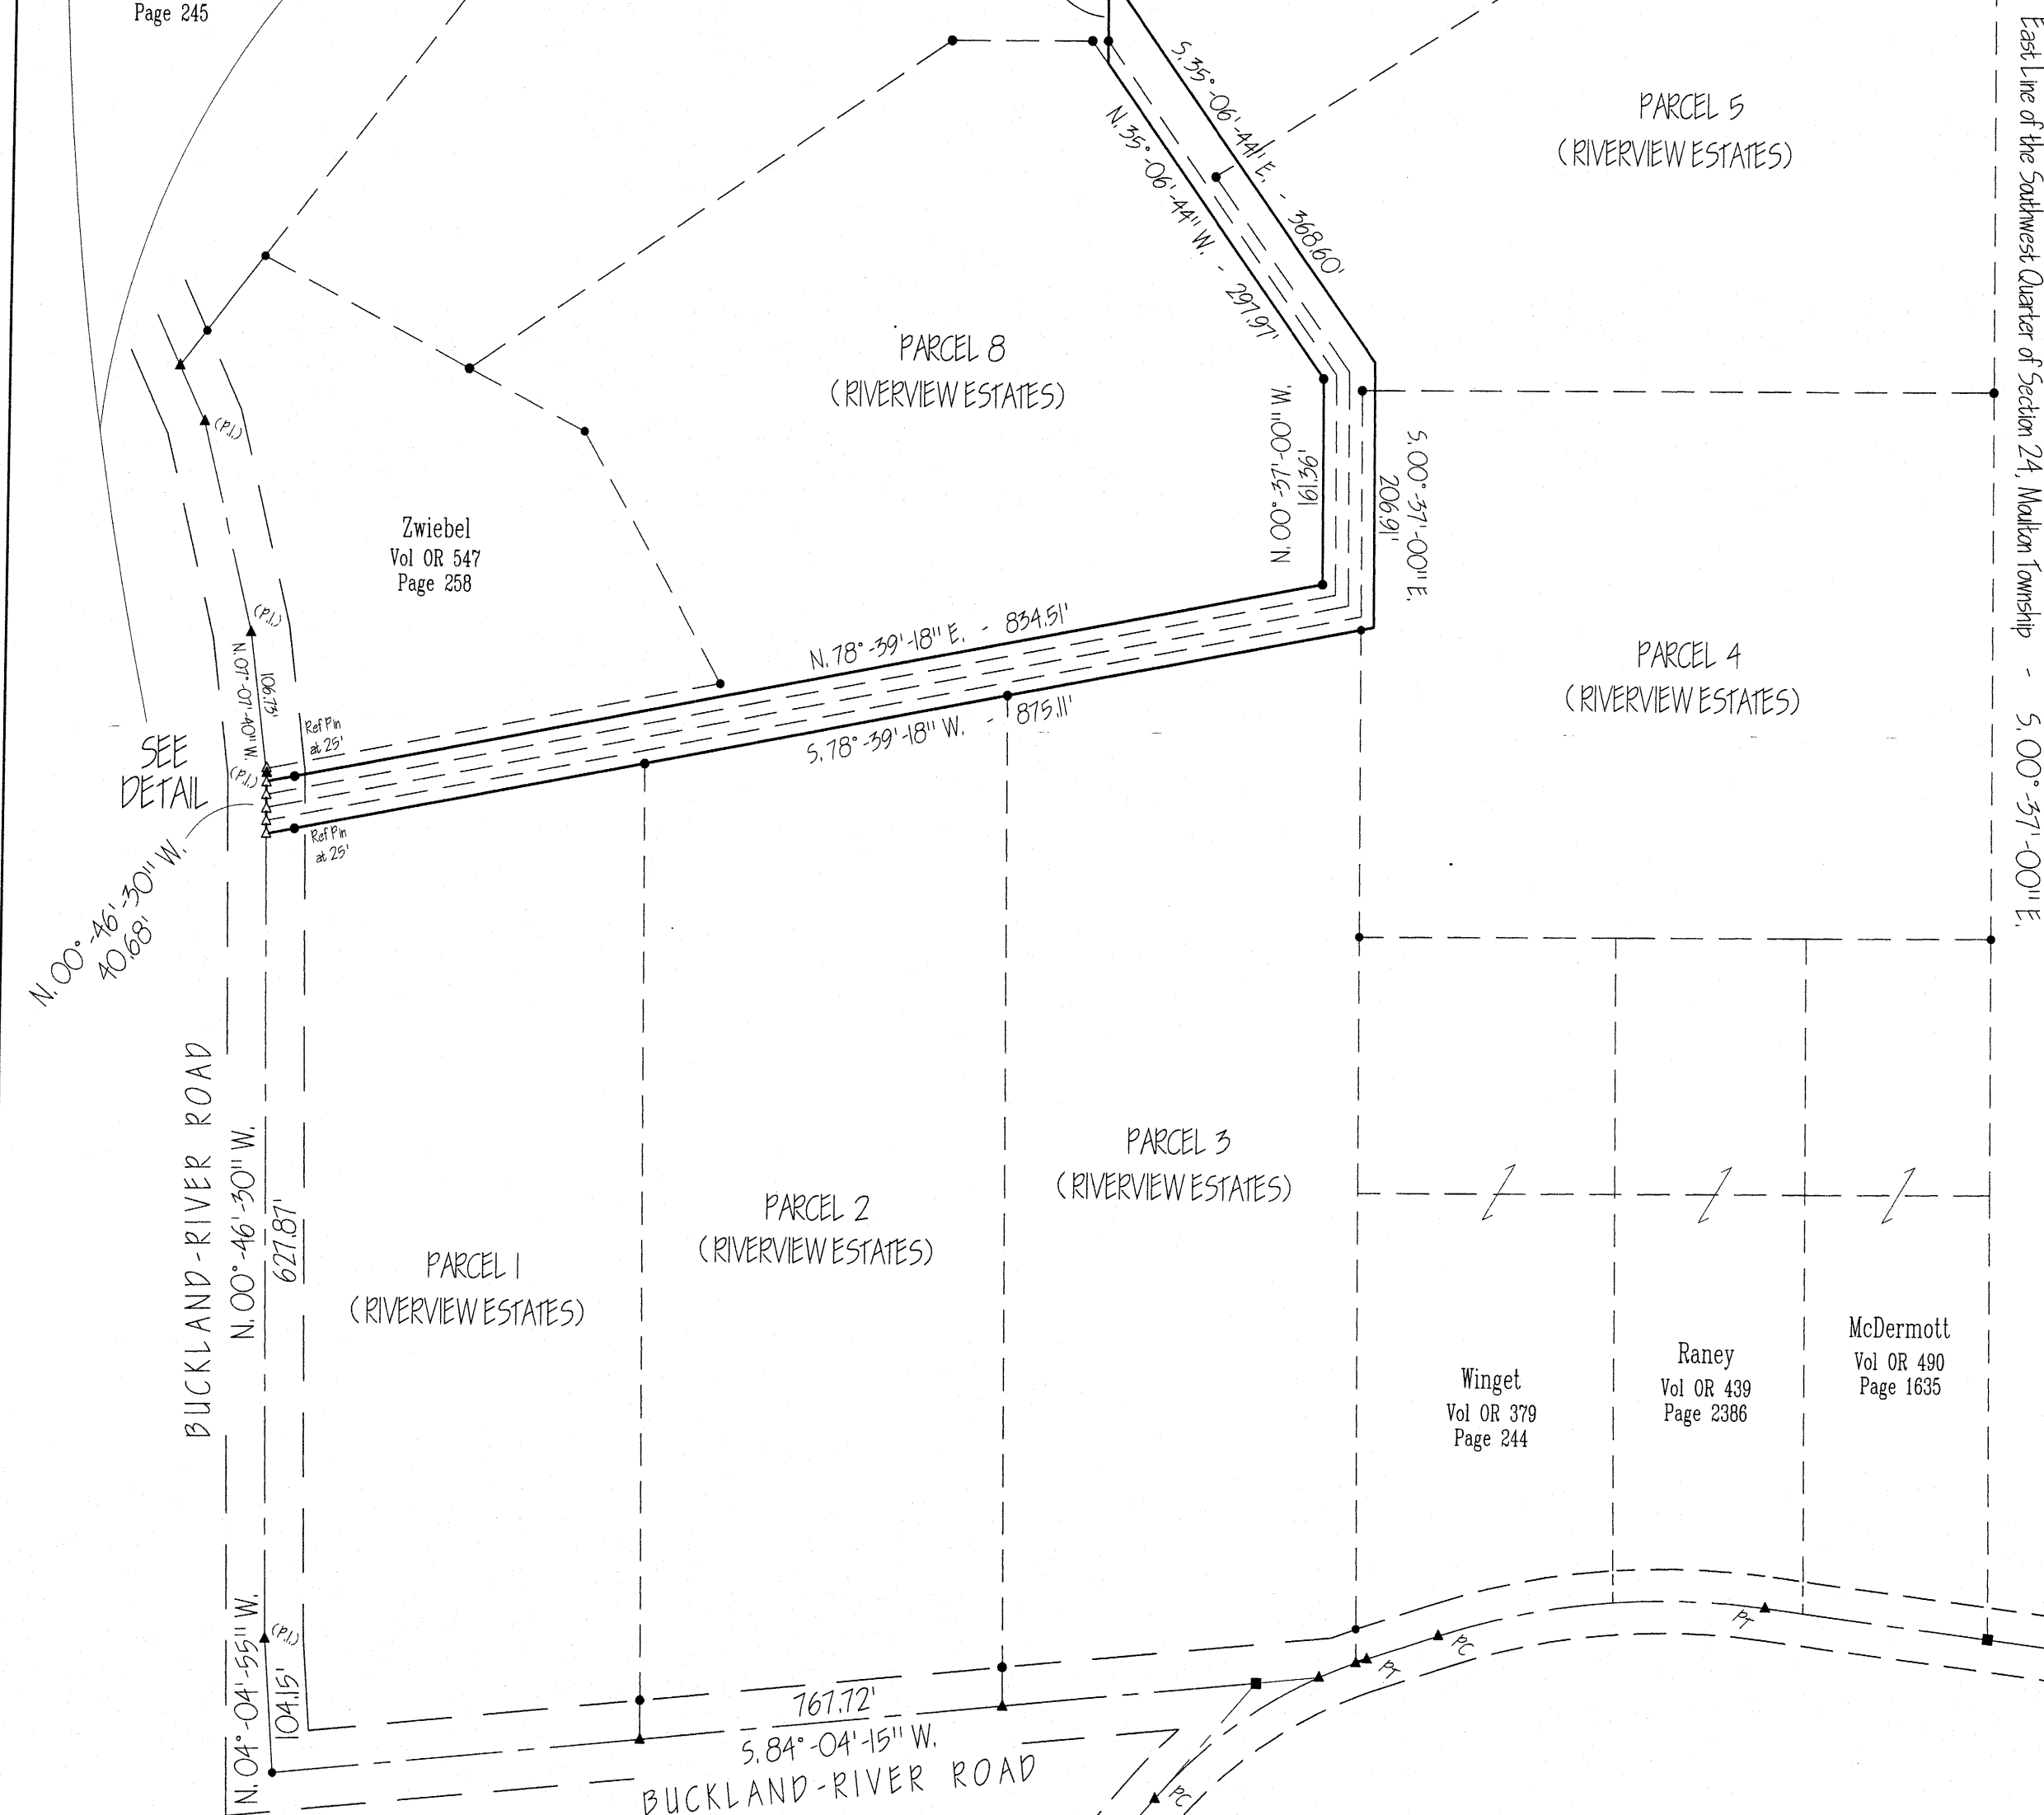 Page 245
S. 35°-06'-44" E. - 368.60'
N. 35°-06'-44" W. - 297.97'
PARCEL 5
(RIVERVIEW ESTATES)
East Line of the Southwest Quarter of Section 24, Moulton Township - S. 00°-37'-00" E.
PARCEL 8
(RIVERVIEW ESTATES)
N. 00°-37'-00" W.
161.36'
S. 00°-37'-00" E.
206.91'
(P.I.)
Zwiebel
Vol OR 547
Page 258
(P.I.)
N. 07°-07'-40" W.
106.73'
N. 78°-39'-18" E. - 834.51'
S. 78°-39'-18" W. - 875.11'
PARCEL 4
(RIVERVIEW ESTATES)
Ref Pin
at 25'
SEE
DETAIL
(P.I.)
Ref Pin
at 25'
N. 00°-46'-30" W.
40.68'
BUCKLAND-RIVER ROAD
N. 00°-46'-30" W.
627.87'
PARCEL 3
(RIVERVIEW ESTATES)
PARCEL 2
(RIVERVIEW ESTATES)
PARCEL 1
(RIVERVIEW ESTATES)
Winget
Vol OR 379
Page 244
Raney
Vol OR 439
Page 2386
McDermott
Vol OR 490
Page 1635
N. 04°-04'-55" W.
104.15'
(P.I.)
767.72'
S. 84°-04'-15" W.
BUCKLAND-RIVER ROAD
PC
PT
PC
PT